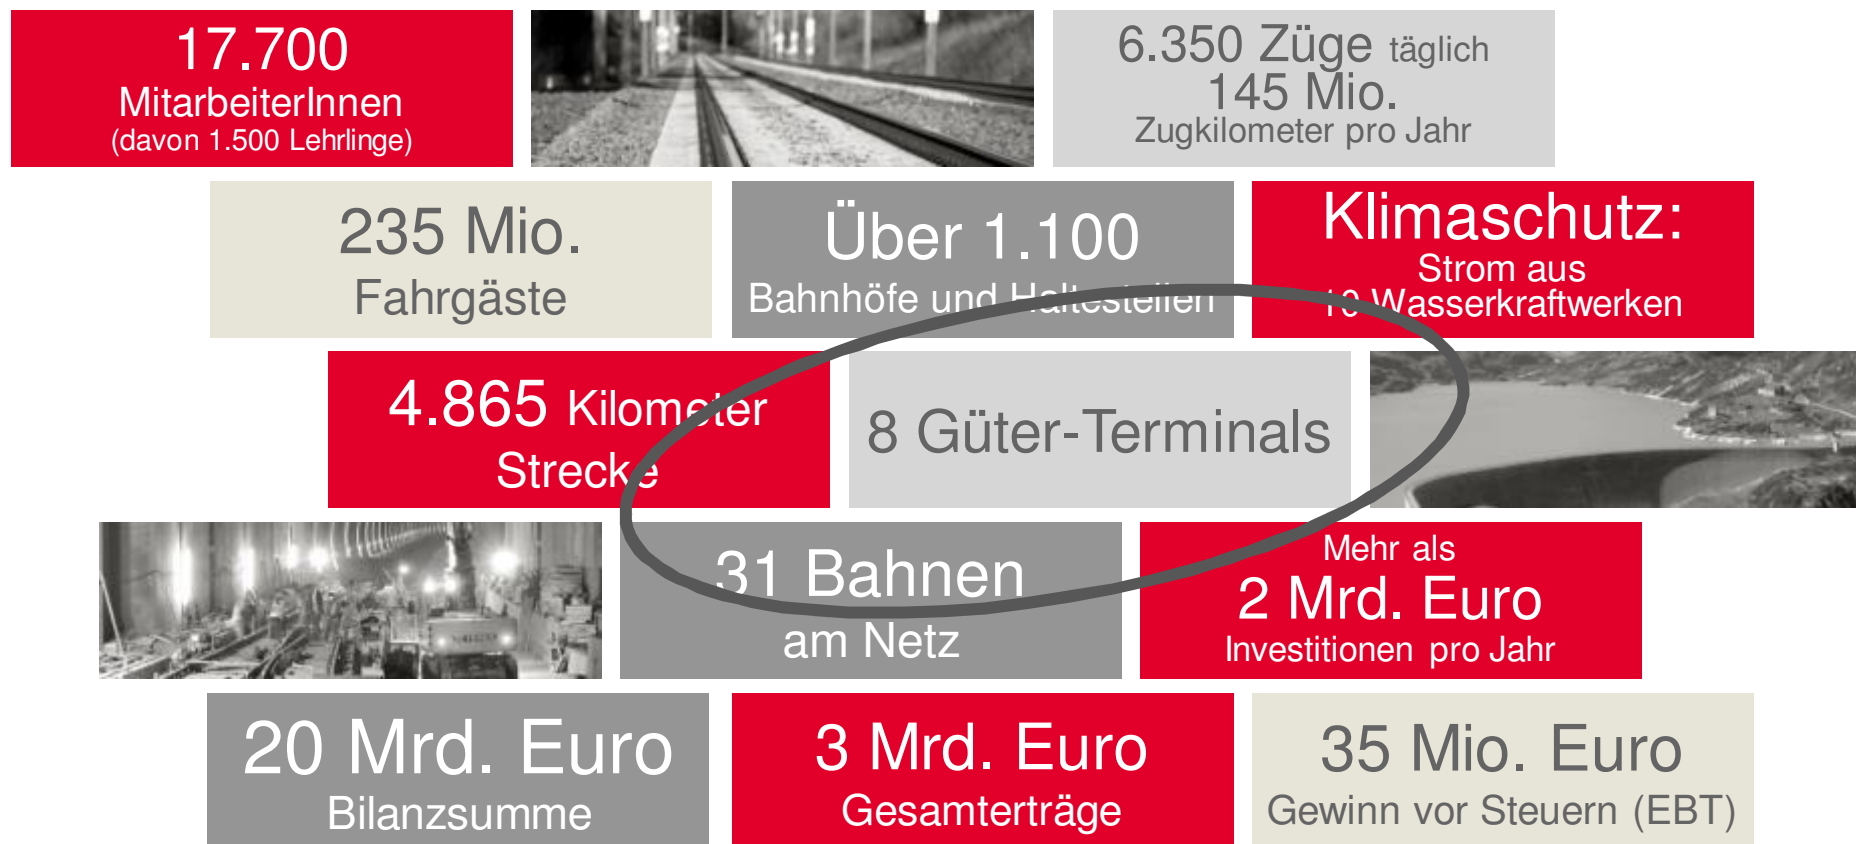 17.700
MitarbeiterInnen
(davon 1.500 Lehrlinge)
6.350 Züge täglich
145 Mio.
Zugkilometer pro Jahr
235 Mio.
Fahrgäste
Über 1.100
Bahnhöfe und Haltestellen
Klimaschutz:
Strom aus
10 Wasserkraftwerken
4.865 Kilometer
Strecke
8 Güter-Terminals
31 Bahnen
am Netz
Mehr als
2 Mrd. Euro
Investitionen pro Jahr
20 Mrd. Euro
Bilanzsumme
3 Mrd. Euro
Gesamterträge
35 Mio. Euro
Gewinn vor Steuern (EBT)